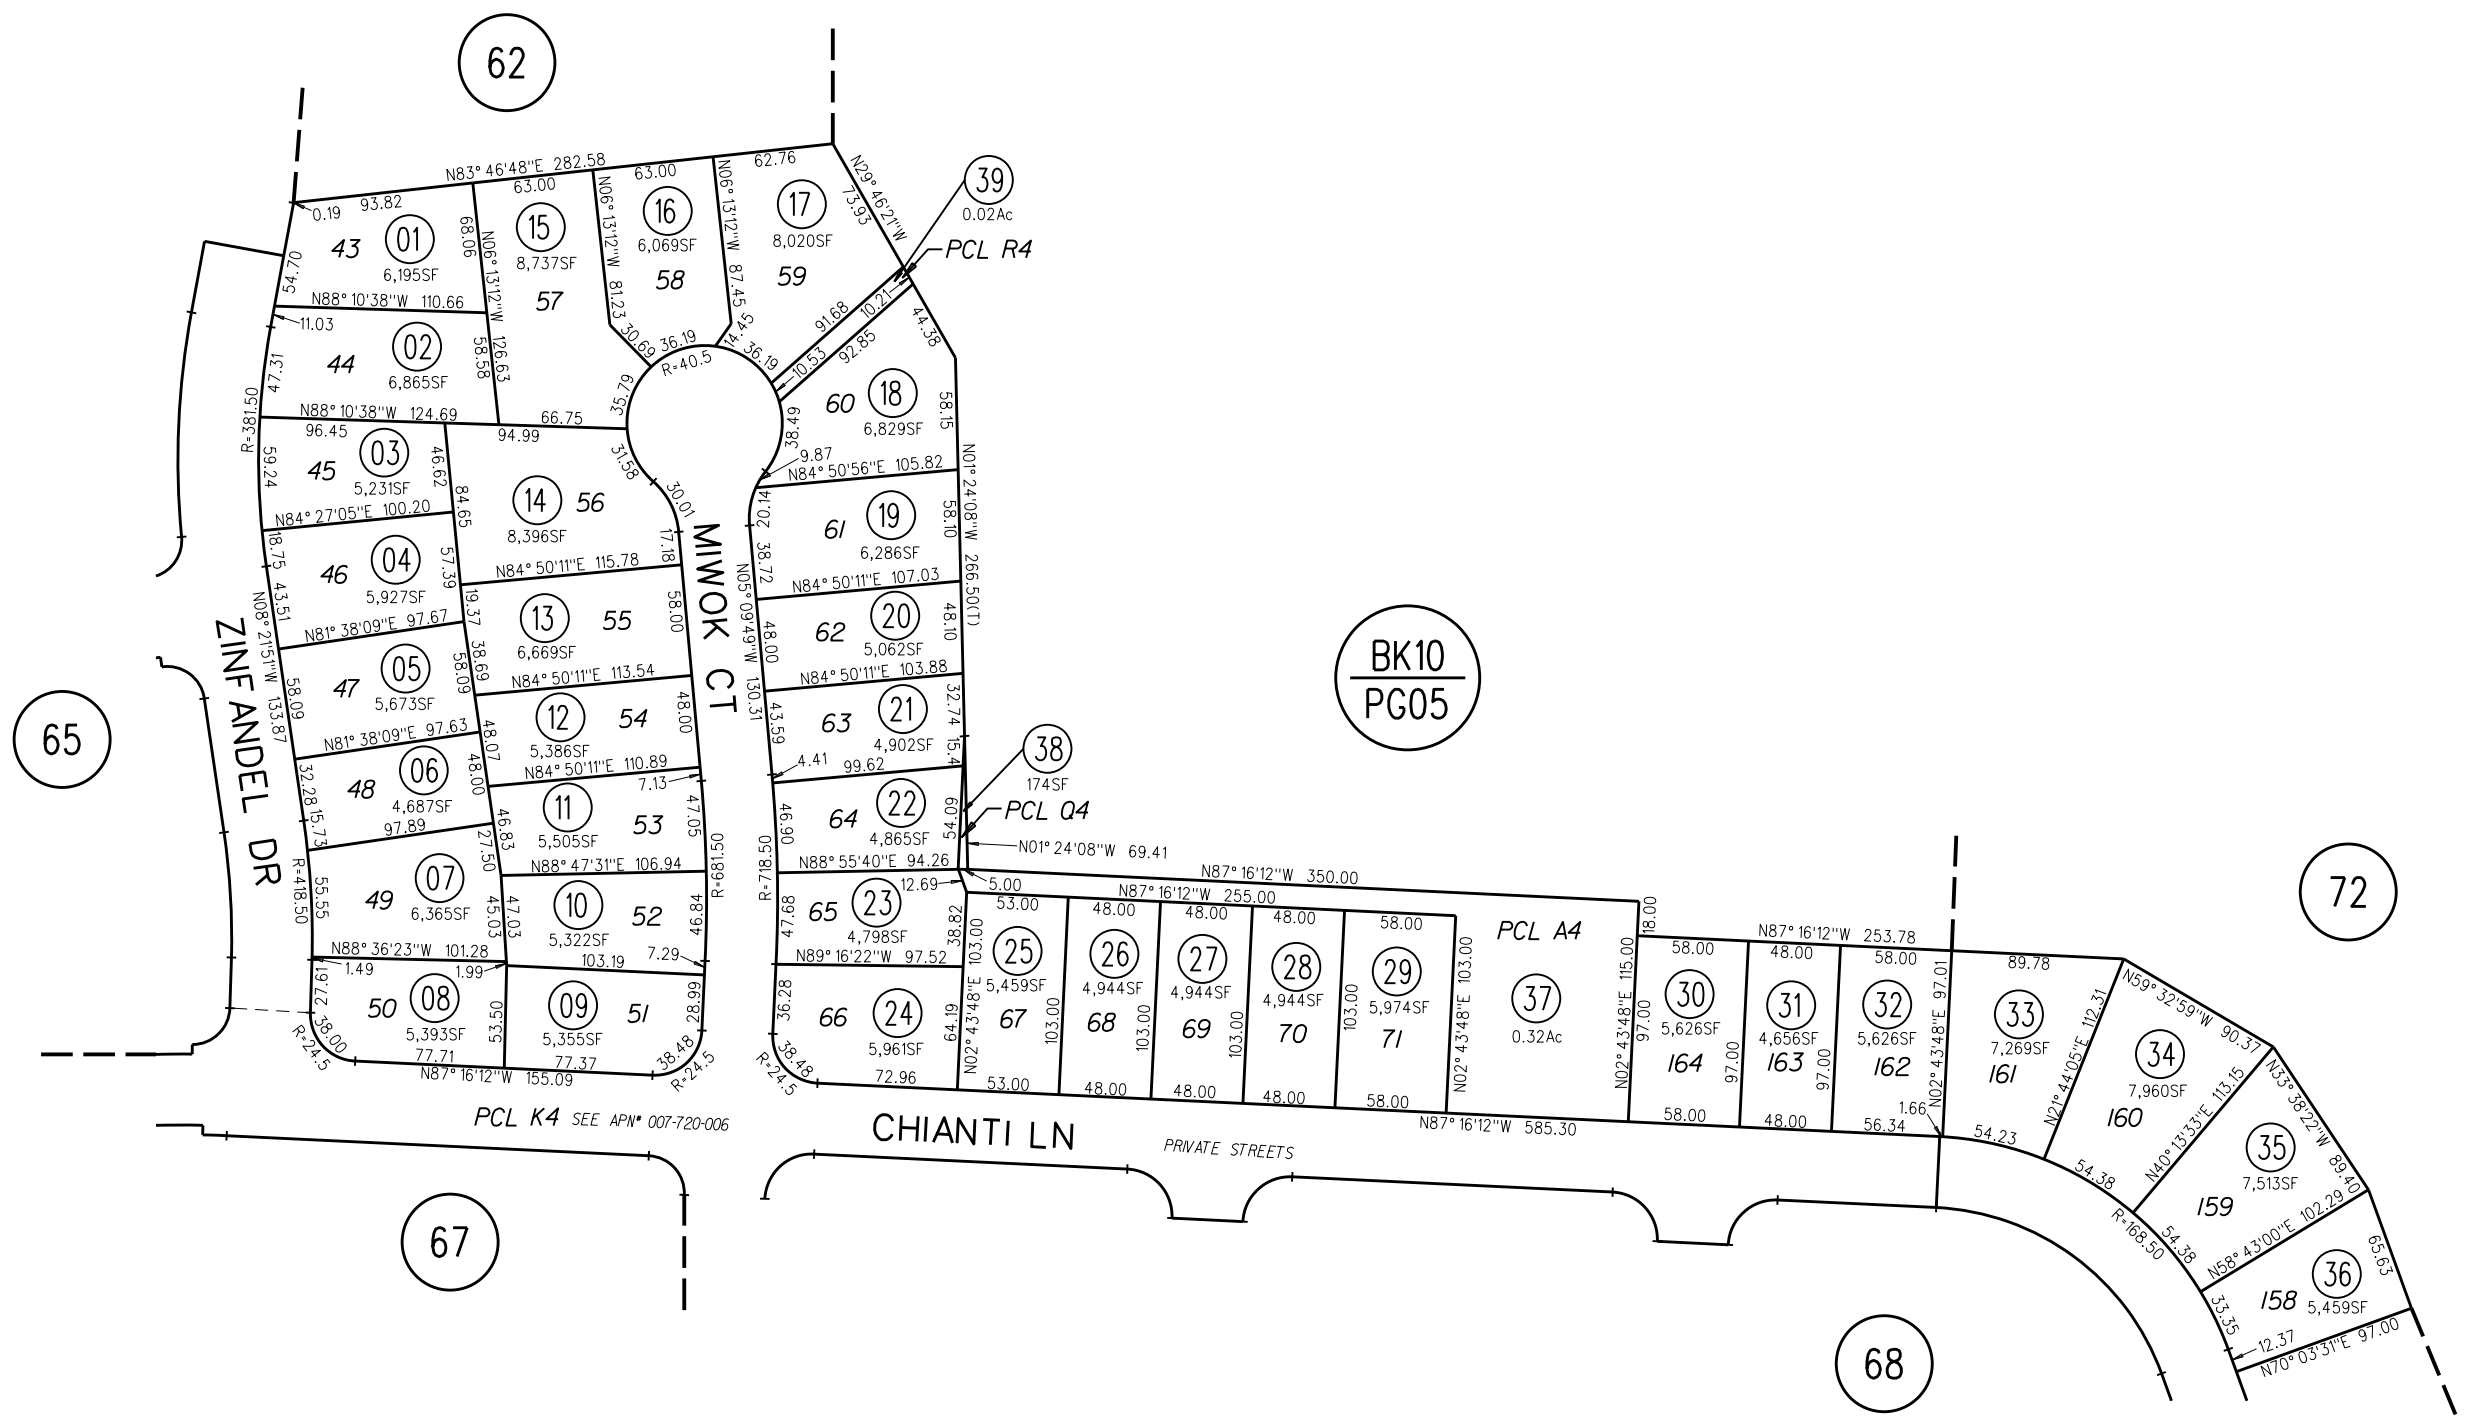 62
N83° 46'48"E 282.58
0.19
93.82
63.00
63.00
62.76
N29° 46'21"W
73.93
39
0.02Ac
PCL R4
43
01
6,195SF
68.06
N06° 13'12"W 126.63
54.70
N88° 10'38"W 110.66
11.03
15
8,737SF
57
N06° 13'12"W 81.23
16
6,069SF
58
N06° 13'12"W 87.45
17
8,020SF
59
30.69
36.19
14.45
36.19
R=40.5
91.68
10.21
10.53
92.85
44.38
44
02
6,865SF
58.58
47.31
R=381.50
N88° 10'38"W 124.69
66.75
35.79
96.45
94.99
45
03
5,231SF
46.62
59.24
84.65
31.58
30.01
N84° 27'05"E 100.20
14
56
8,396SF
17.18
60
18
6,829SF
38.49
58.15
9.87
N84° 50'56"E 105.82
N01° 24'08"W 266.50(T)
20.14
61
19
6,286SF
58.10
38.72
N84° 50'11"E 107.03
18.75
46
04
5,927SF
57.39
43.51
N84° 50'11"E 115.78
19.37
N81° 38'09"E 97.67
13
55
6,669SF
58.00
38.69
MIWOK CT
N05° 09'49"W 130.31
62
20
5,062SF
48.10
48.00
N84° 50'11"E 103.88
ZINFANDEL DR
N08° 21'51"W 133.87
47
05
5,673SF
58.09
58.09
N84° 50'11"E 113.54
12
54
5,386SF
48.00
48.07
N81° 38'09"E 97.63
63
21
4,902SF
32.74
15.4
43.59
4.41
99.62
38
174SF
PCL Q4
BK10
PG05
65
48
06
4,687SF
48.00
32.28
15.73
97.89
N84° 50'11"E 110.89
7.13
11
53
5,505SF
46.83
47.05
27.50
64
22
4,865SF
54.09
49.90
N01° 24'08"W 69.41
N88° 47'31"E 106.94
R=681.50
R=718.50
N88° 55'40"E 94.26
12.69
5.00
N87° 16'12"W 350.00
N87° 16'12"W 255.00
R=418.50
49
07
6,365SF
55.55
45.03
47.03
10
52
5,322SF
46.84
7.29
N88° 36'23"W 101.28
1.49
1.99
103.19
65
23
4,798SF
47.68
38.82
N89° 16'22"W 97.52
27.61
50
08
5,393SF
53.50
09
51
5,355SF
28.99
38.00
R=24.5
77.71
77.37
N87° 16'12"W 155.09
38.48
R=24.5
36.28
66
24
5,961SF
64.19
38.48
R=24.5
72.96
N02° 43'48"E 103.00
53.00
25
5,459SF
67
103.00
53.00
48.00
26
4,944SF
68
103.00
48.00
48.00
27
4,944SF
69
103.00
48.00
48.00
28
4,944SF
70
103.00
48.00
58.00
29
5,974SF
71
58.00
N02° 43'48"E 103.00
PCL A4
37
0.32Ac
18.00
N02° 43'48"E 115.00
97.00
N87° 16'12"W 253.78
58.00
30
5,626SF
164
97.00
58.00
48.00
31
4,656SF
163
97.00
48.00
58.00
32
5,626SF
162
56.34
N02° 43'48"E 97.01
1.66
72
89.78
33
7,269SF
161
54.23
N21° 44'05"E 112.31
N59° 32'59"W 90.37
34
7,960SF
160
54.38
N40° 13'33"E 113.15
N33° 38'22"W 89.40
35
7,513SF
159
54.38
R=168.50
N58° 43'00"E 102.29
65.63
36
158
5,459SF
33.35
12.37
N70° 03'31"E 97.00
PCL K4 SEE APN# 007-720-006
CHIANTI LN
PRIVATE STREETS
N87° 16'12"W 585.30
67
68